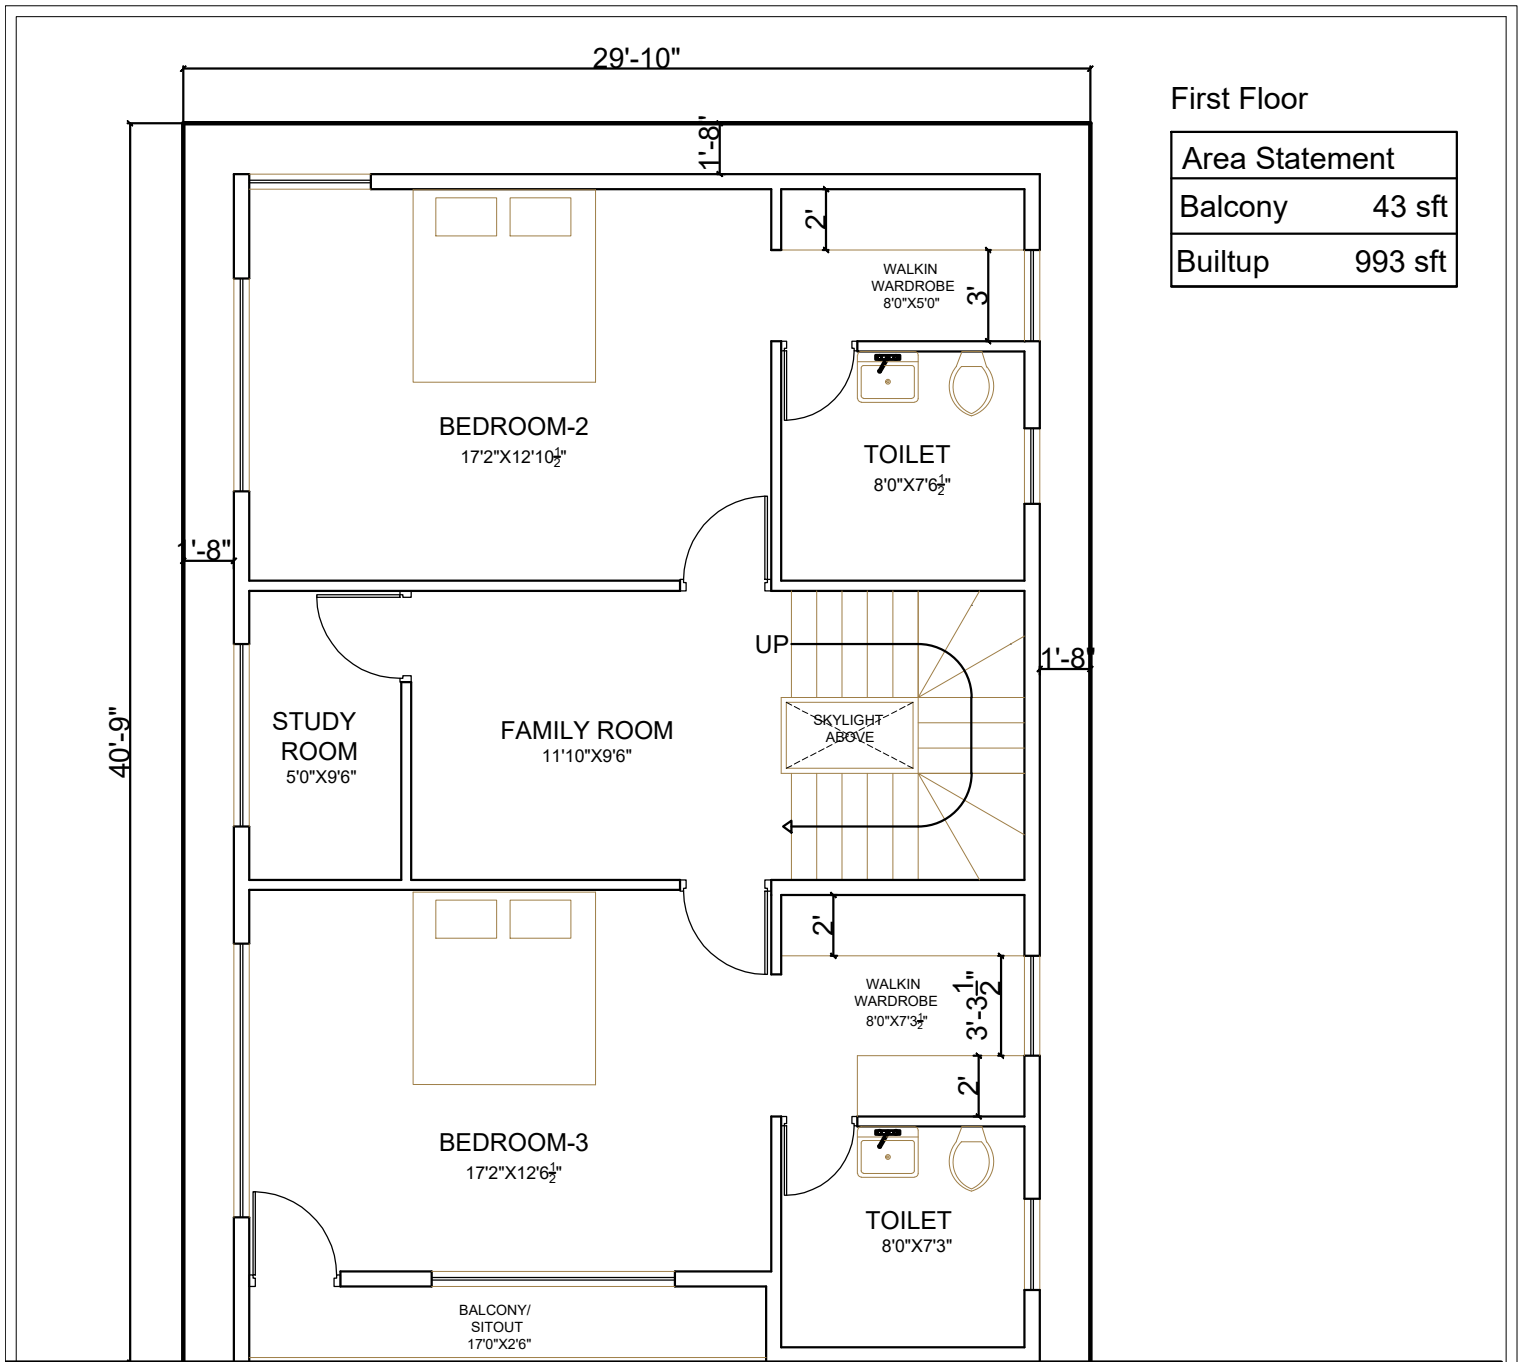 29'-10"
First Floor
Area Statement
Balcony 43 sft
Builtup 993 sft
1'-8"
2'
WALKIN
WARDROBE
8'0"X5'0"
3'
BEDROOM-2
17'2"X12'10½"
TOILET
8'0"X7'6½"
1'-8"
UP
1'-8"
40'-9"
STUDY
ROOM
5'0"X9'6"
FAMILY ROOM
11'10"X9'6"
SKYLIGHT
ABOVE
2'
WALKIN
WARDROBE
8'0"X7'3½"
3'-3½"
2'
BEDROOM-3
17'2"X12'6½"
TOILET
8'0"X7'3"
BALCONY/
SITOUT
17'0"X2'6"